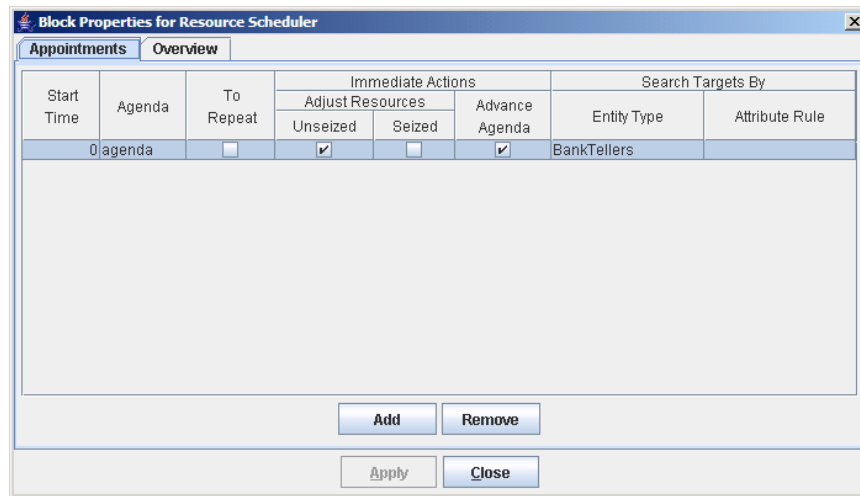 Block Properties for Resource Scheduler
Appointments Overview
Immediate Actions Search Targets By
Start Time Agenda To Repeat Adjust Resources Advance Agenda Entity Type Attribute Rule
Unseized Seized
0 agenda BankTellers
Add Remove
Apply Close